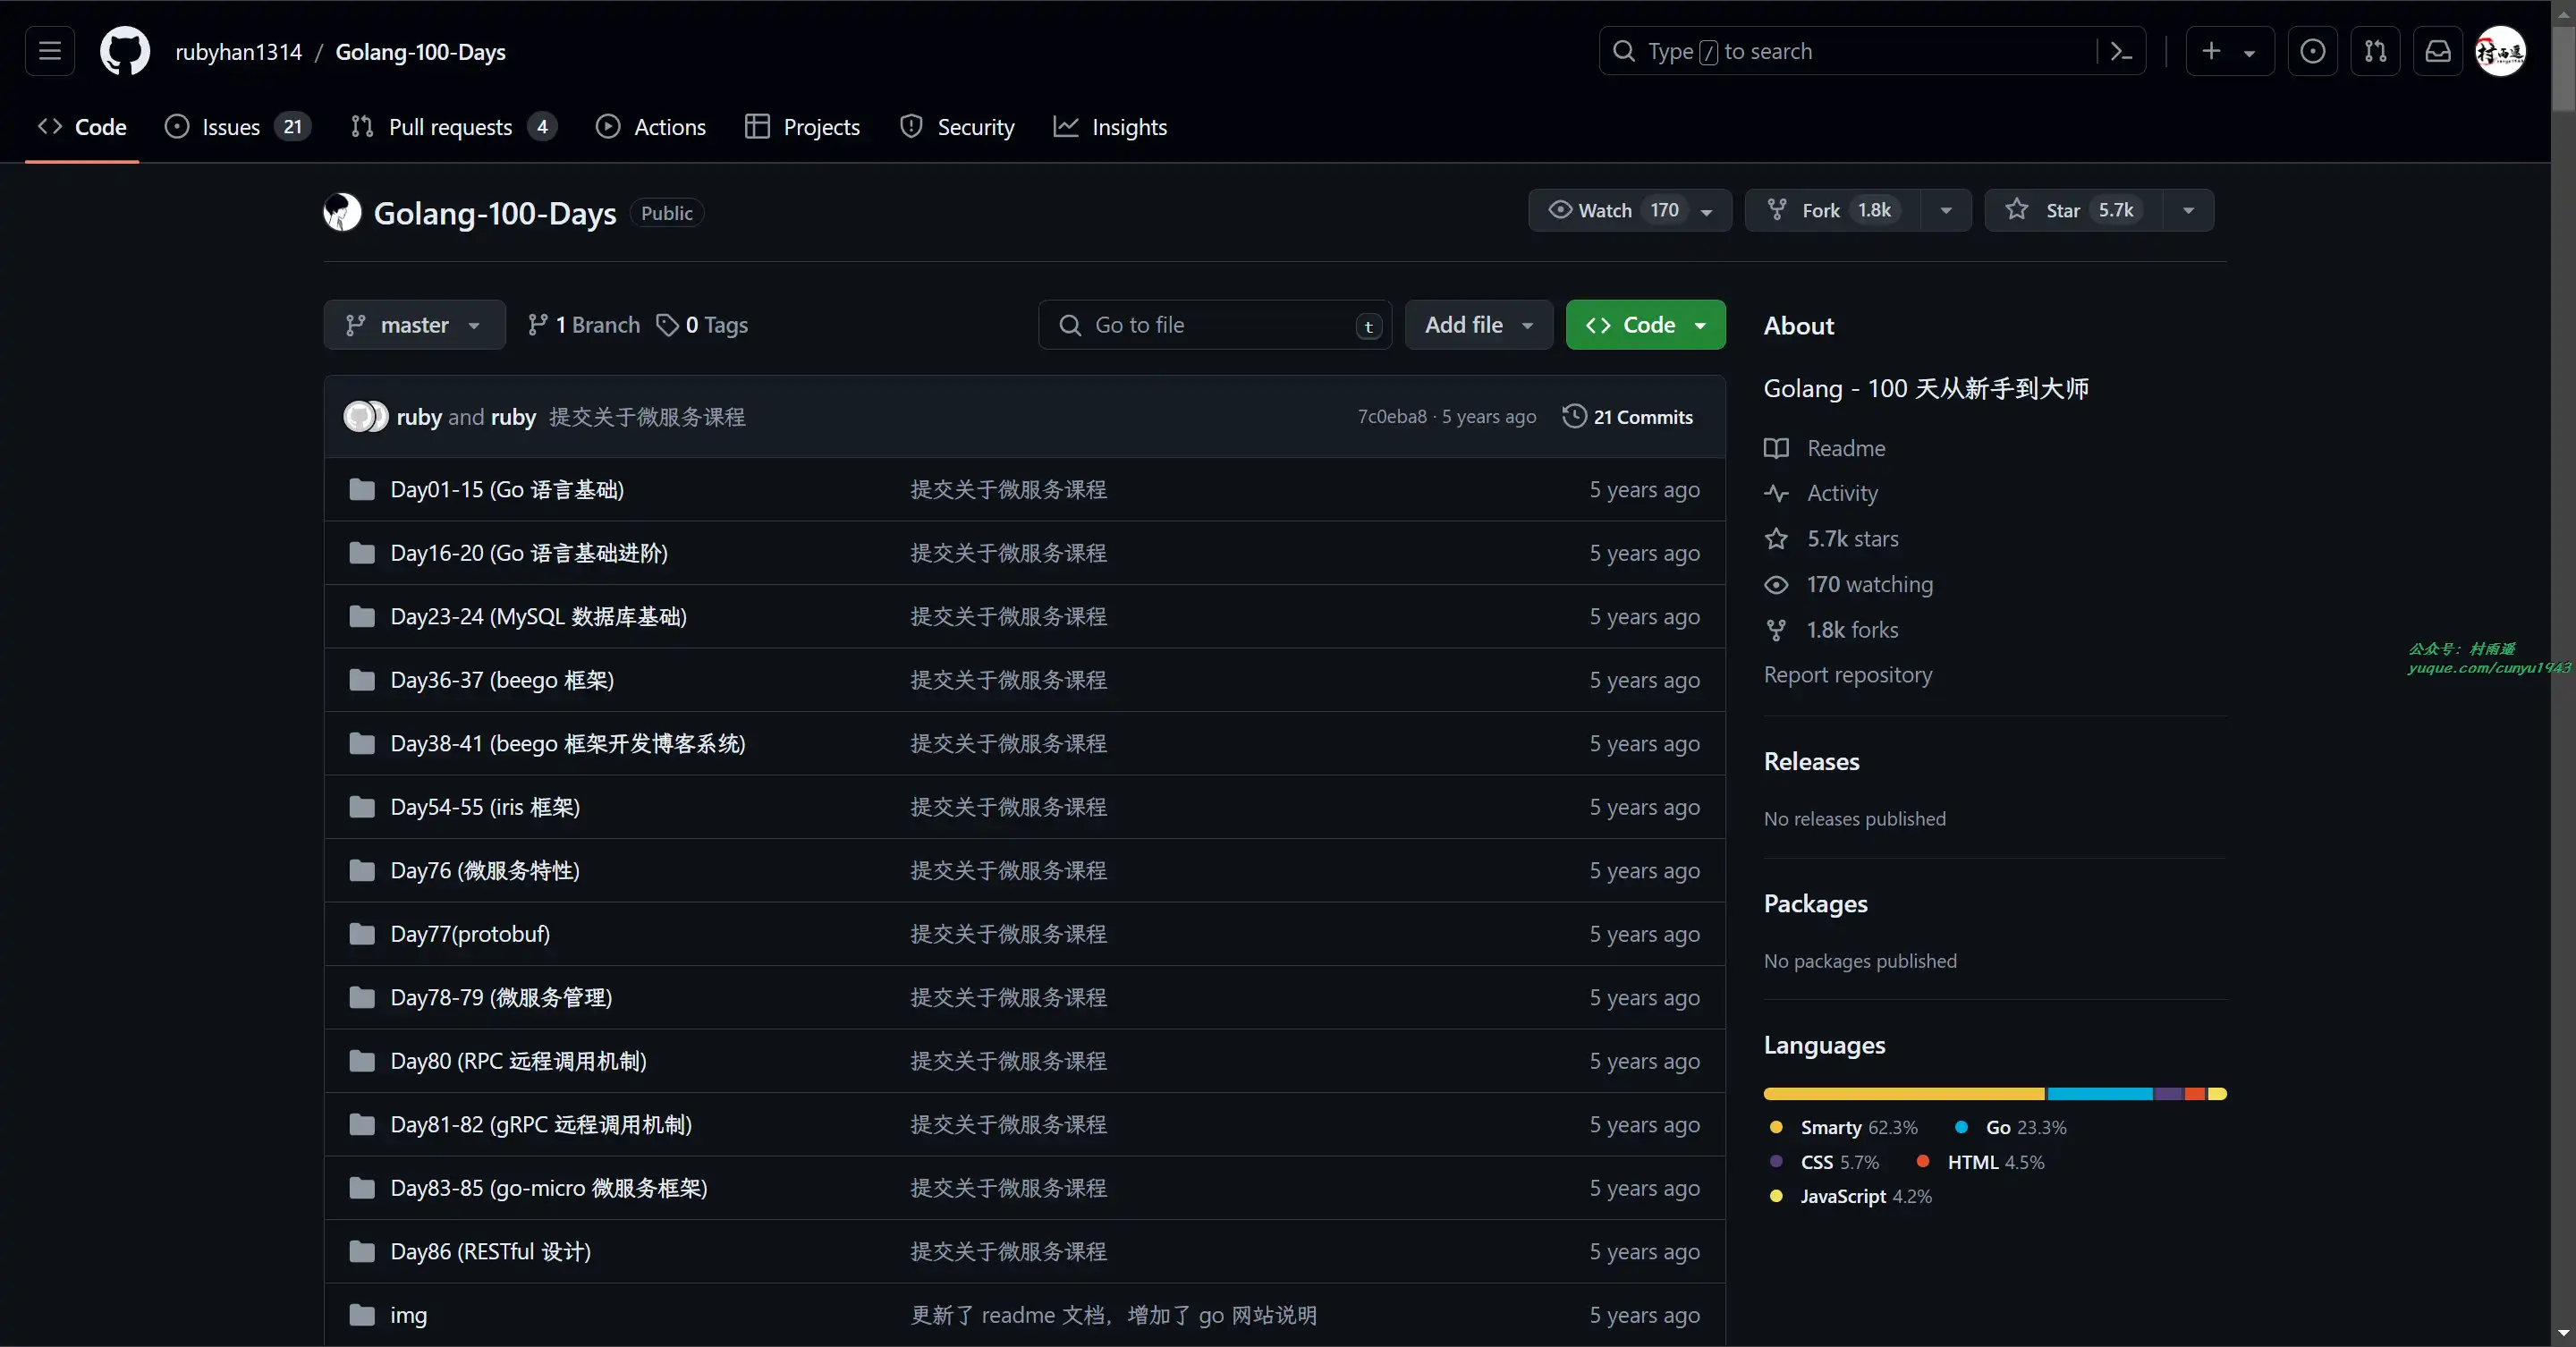 rubyhan1314 / Golang-100-Days
Type / to search
Code Issues 21 Pull requests 4 Actions Projects Security Insights
Golang-100-Days Public
Watch 170 Fork 1.8k Star 5.7k
master 1 Branch 0 Tags Go to file t Add file Code
ruby and ruby 提交关于微服务课程 7c0eba8 · 5 years ago 21 Commits
Day01-15 (Go 语言基础) 提交关于微服务课程 5 years ago
Day16-20 (Go 语言基础进阶) 提交关于微服务课程 5 years ago
Day23-24 (MySQL 数据库基础) 提交关于微服务课程 5 years ago
Day36-37 (beego 框架) 提交关于微服务课程 5 years ago
Day38-41 (beego 框架开发博客系统) 提交关于微服务课程 5 years ago
Day54-55 (iris 框架) 提交关于微服务课程 5 years ago
Day76 (微服务特性) 提交关于微服务课程 5 years ago
Day77(protobuf) 提交关于微服务课程 5 years ago
Day78-79 (微服务管理) 提交关于微服务课程 5 years ago
Day80 (RPC 远程调用机制) 提交关于微服务课程 5 years ago
Day81-82 (gRPC 远程调用机制) 提交关于微服务课程 5 years ago
Day83-85 (go-micro 微服务框架) 提交关于微服务课程 5 years ago
Day86 (RESTful 设计) 提交关于微服务课程 5 years ago
img 更新了 readme 文档，增加了 go 网站说明 5 years ago
About
Golang - 100 天从新手到大师
Readme
Activity
5.7k stars
170 watching
1.8k forks
Report repository
Releases
No releases published
Packages
No packages published
Languages
Smarty 62.3% Go 23.3%
CSS 5.7% HTML 4.5%
JavaScript 4.2%
公众号：村雨遥
yuque.com/cunyu1943